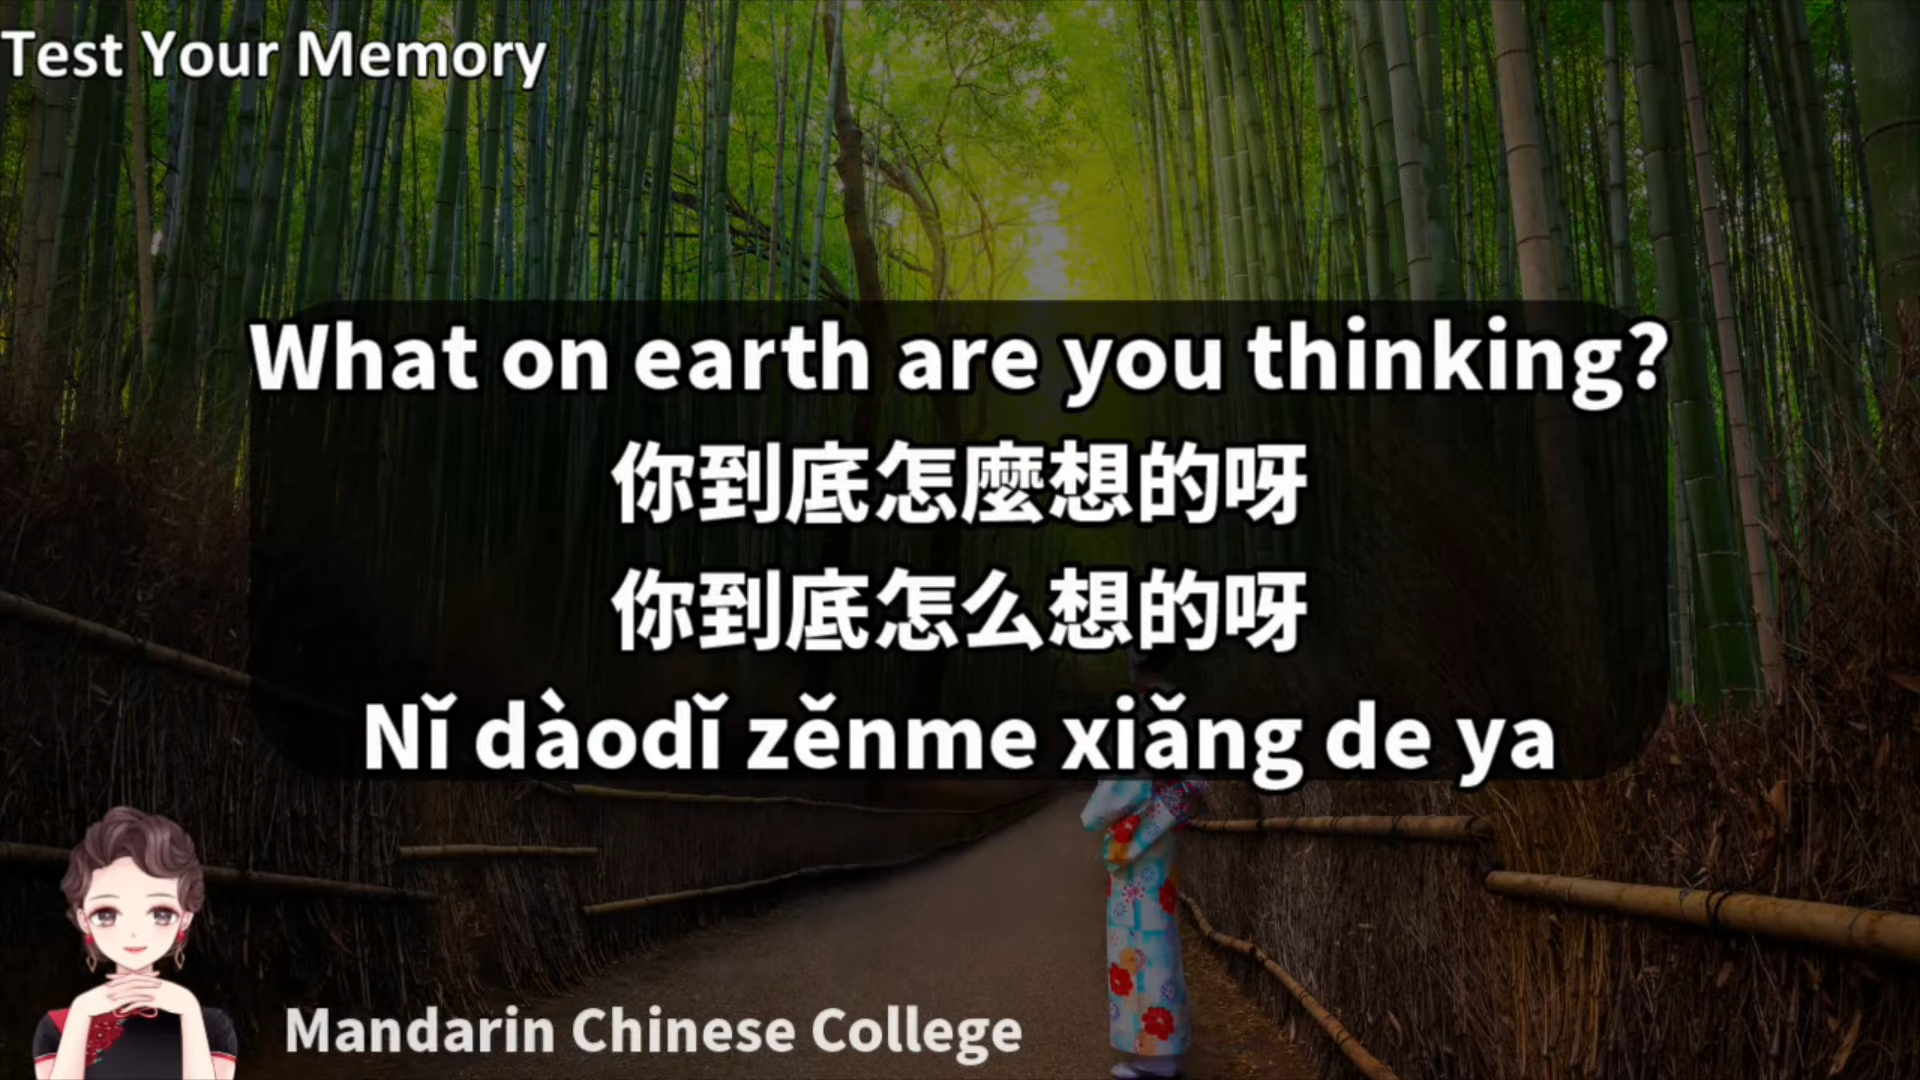 Test Your Memory
What on earth are you thinking?
你到底怎麼想的呀
你到底怎么想的呀
Nǐ dàodǐ zěnme xiǎng de ya
Mandarin Chinese College